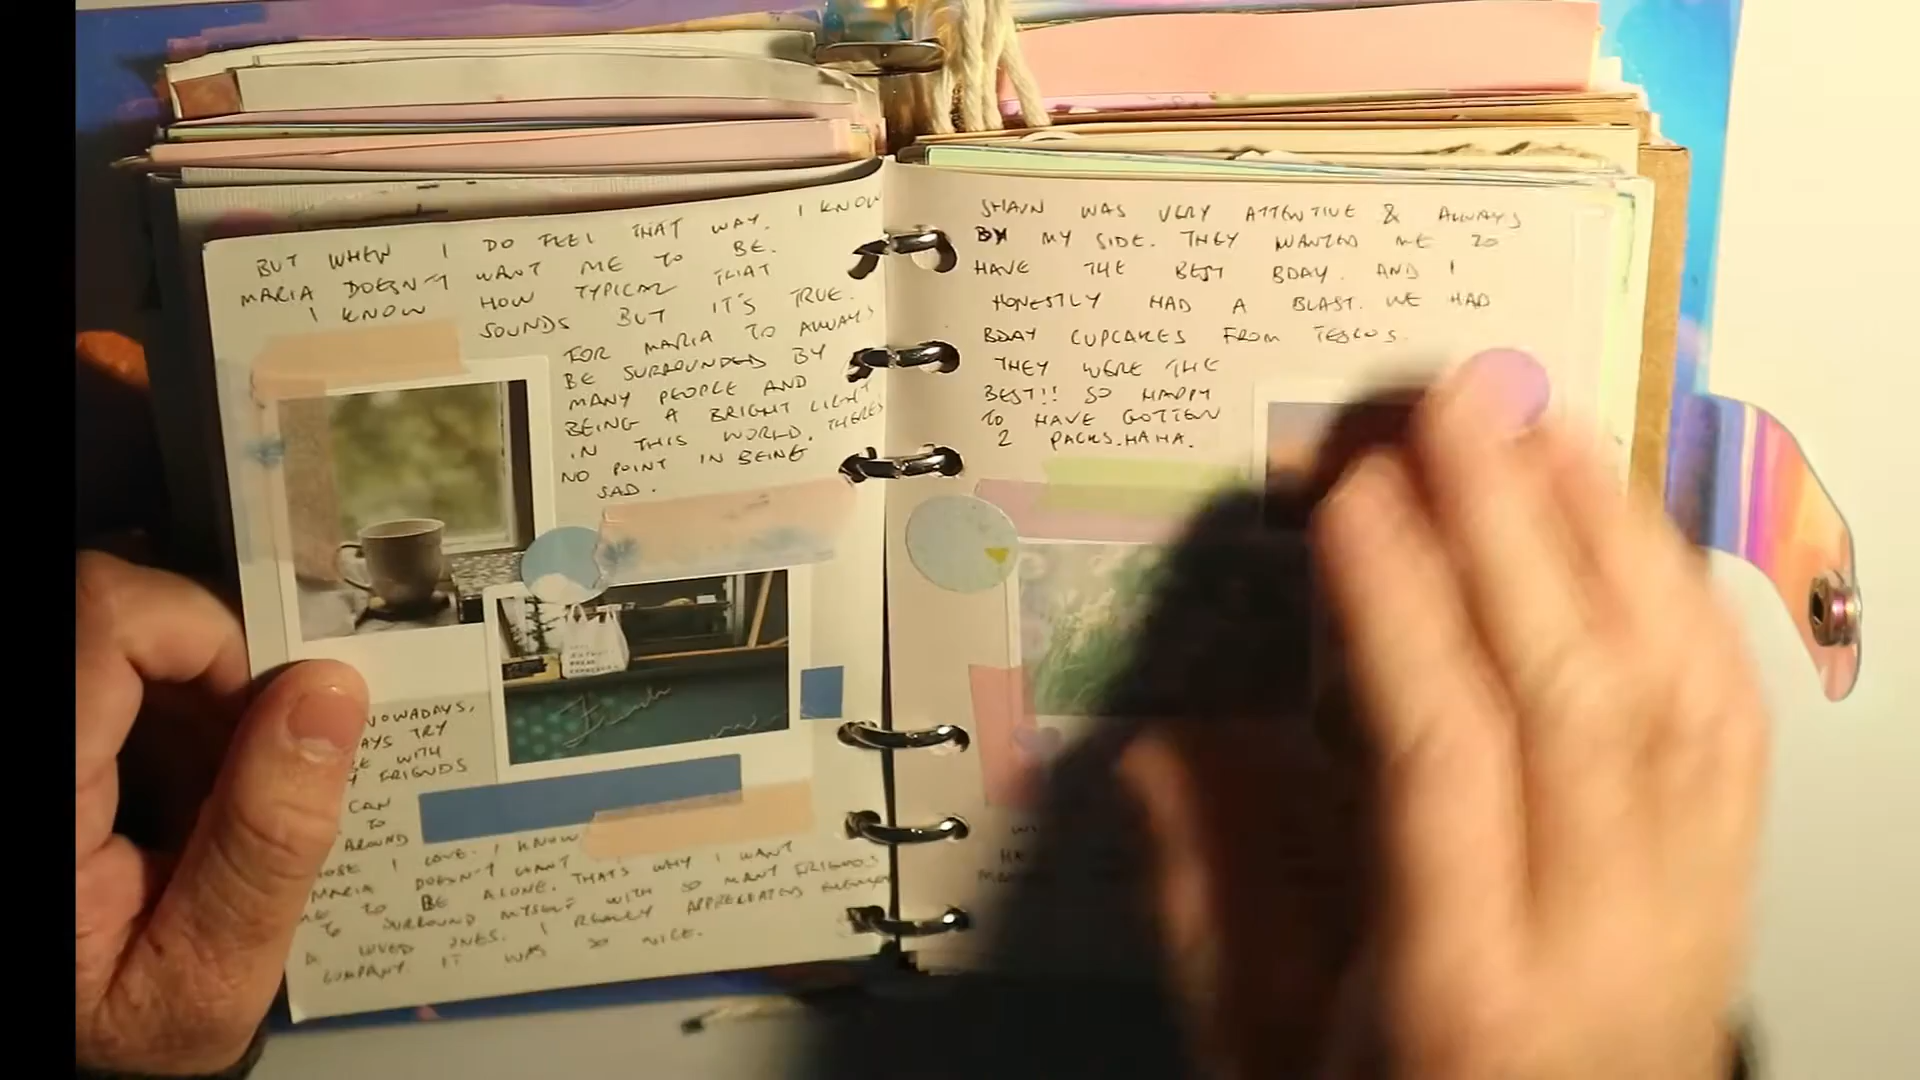 BUT WHEN I DO FEEL THAT WAY. I KNOW
MARIA DOESN'T WANT ME TO BE.
I KNOW HOW TYPICAL THAT
SOUNDS BUT IT'S TRUE.
FOR MARIA TO ALWAYS
BE SURROUNDED BY
MANY PEOPLE AND
BEING A BRIGHT LIGHT
IN THIS WORLD. THERE'S
NO POINT IN BEING
SAD.
NOWADAYS,
TRY
WITH
FRIENDS
CAN
TO
AROUND
I LOVE. I KNOW
MARIA DOESN'T WANT
TO BE ALONE. THATS WHY I WANT
TO SURROUND MYSELF WITH SO MANY FRIENDS
& LOVED ONES. I REALLY
COMPANY. IT WAS SO NICE.
SHAUN WAS VERY ATTENTIVE & ALWAYS
BY MY SIDE. THEY WANTED ME TO
HAVE THE BEST BDAY. AND I
HONESTLY HAD A BLAST. WE HAD
BDAY CUPCAKES FROM TESCOS.
THEY WERE THE
BEST!! SO HAPPY
TO HAVE GOTTEN
2 PACKS. HAHA.